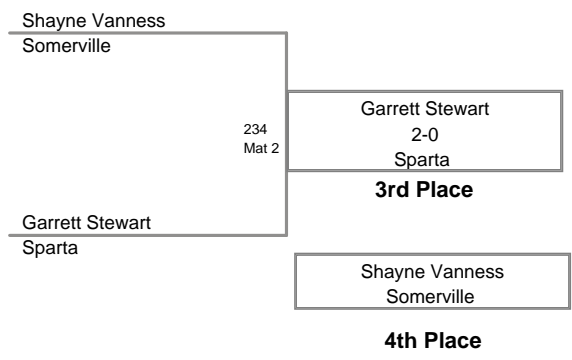 Shayne Vanness
Somerville
234
Mat 2
Garrett Stewart
2-0
Sparta
3rd Place
Garrett Stewart
Sparta
Shayne Vanness
Somerville
4th Place